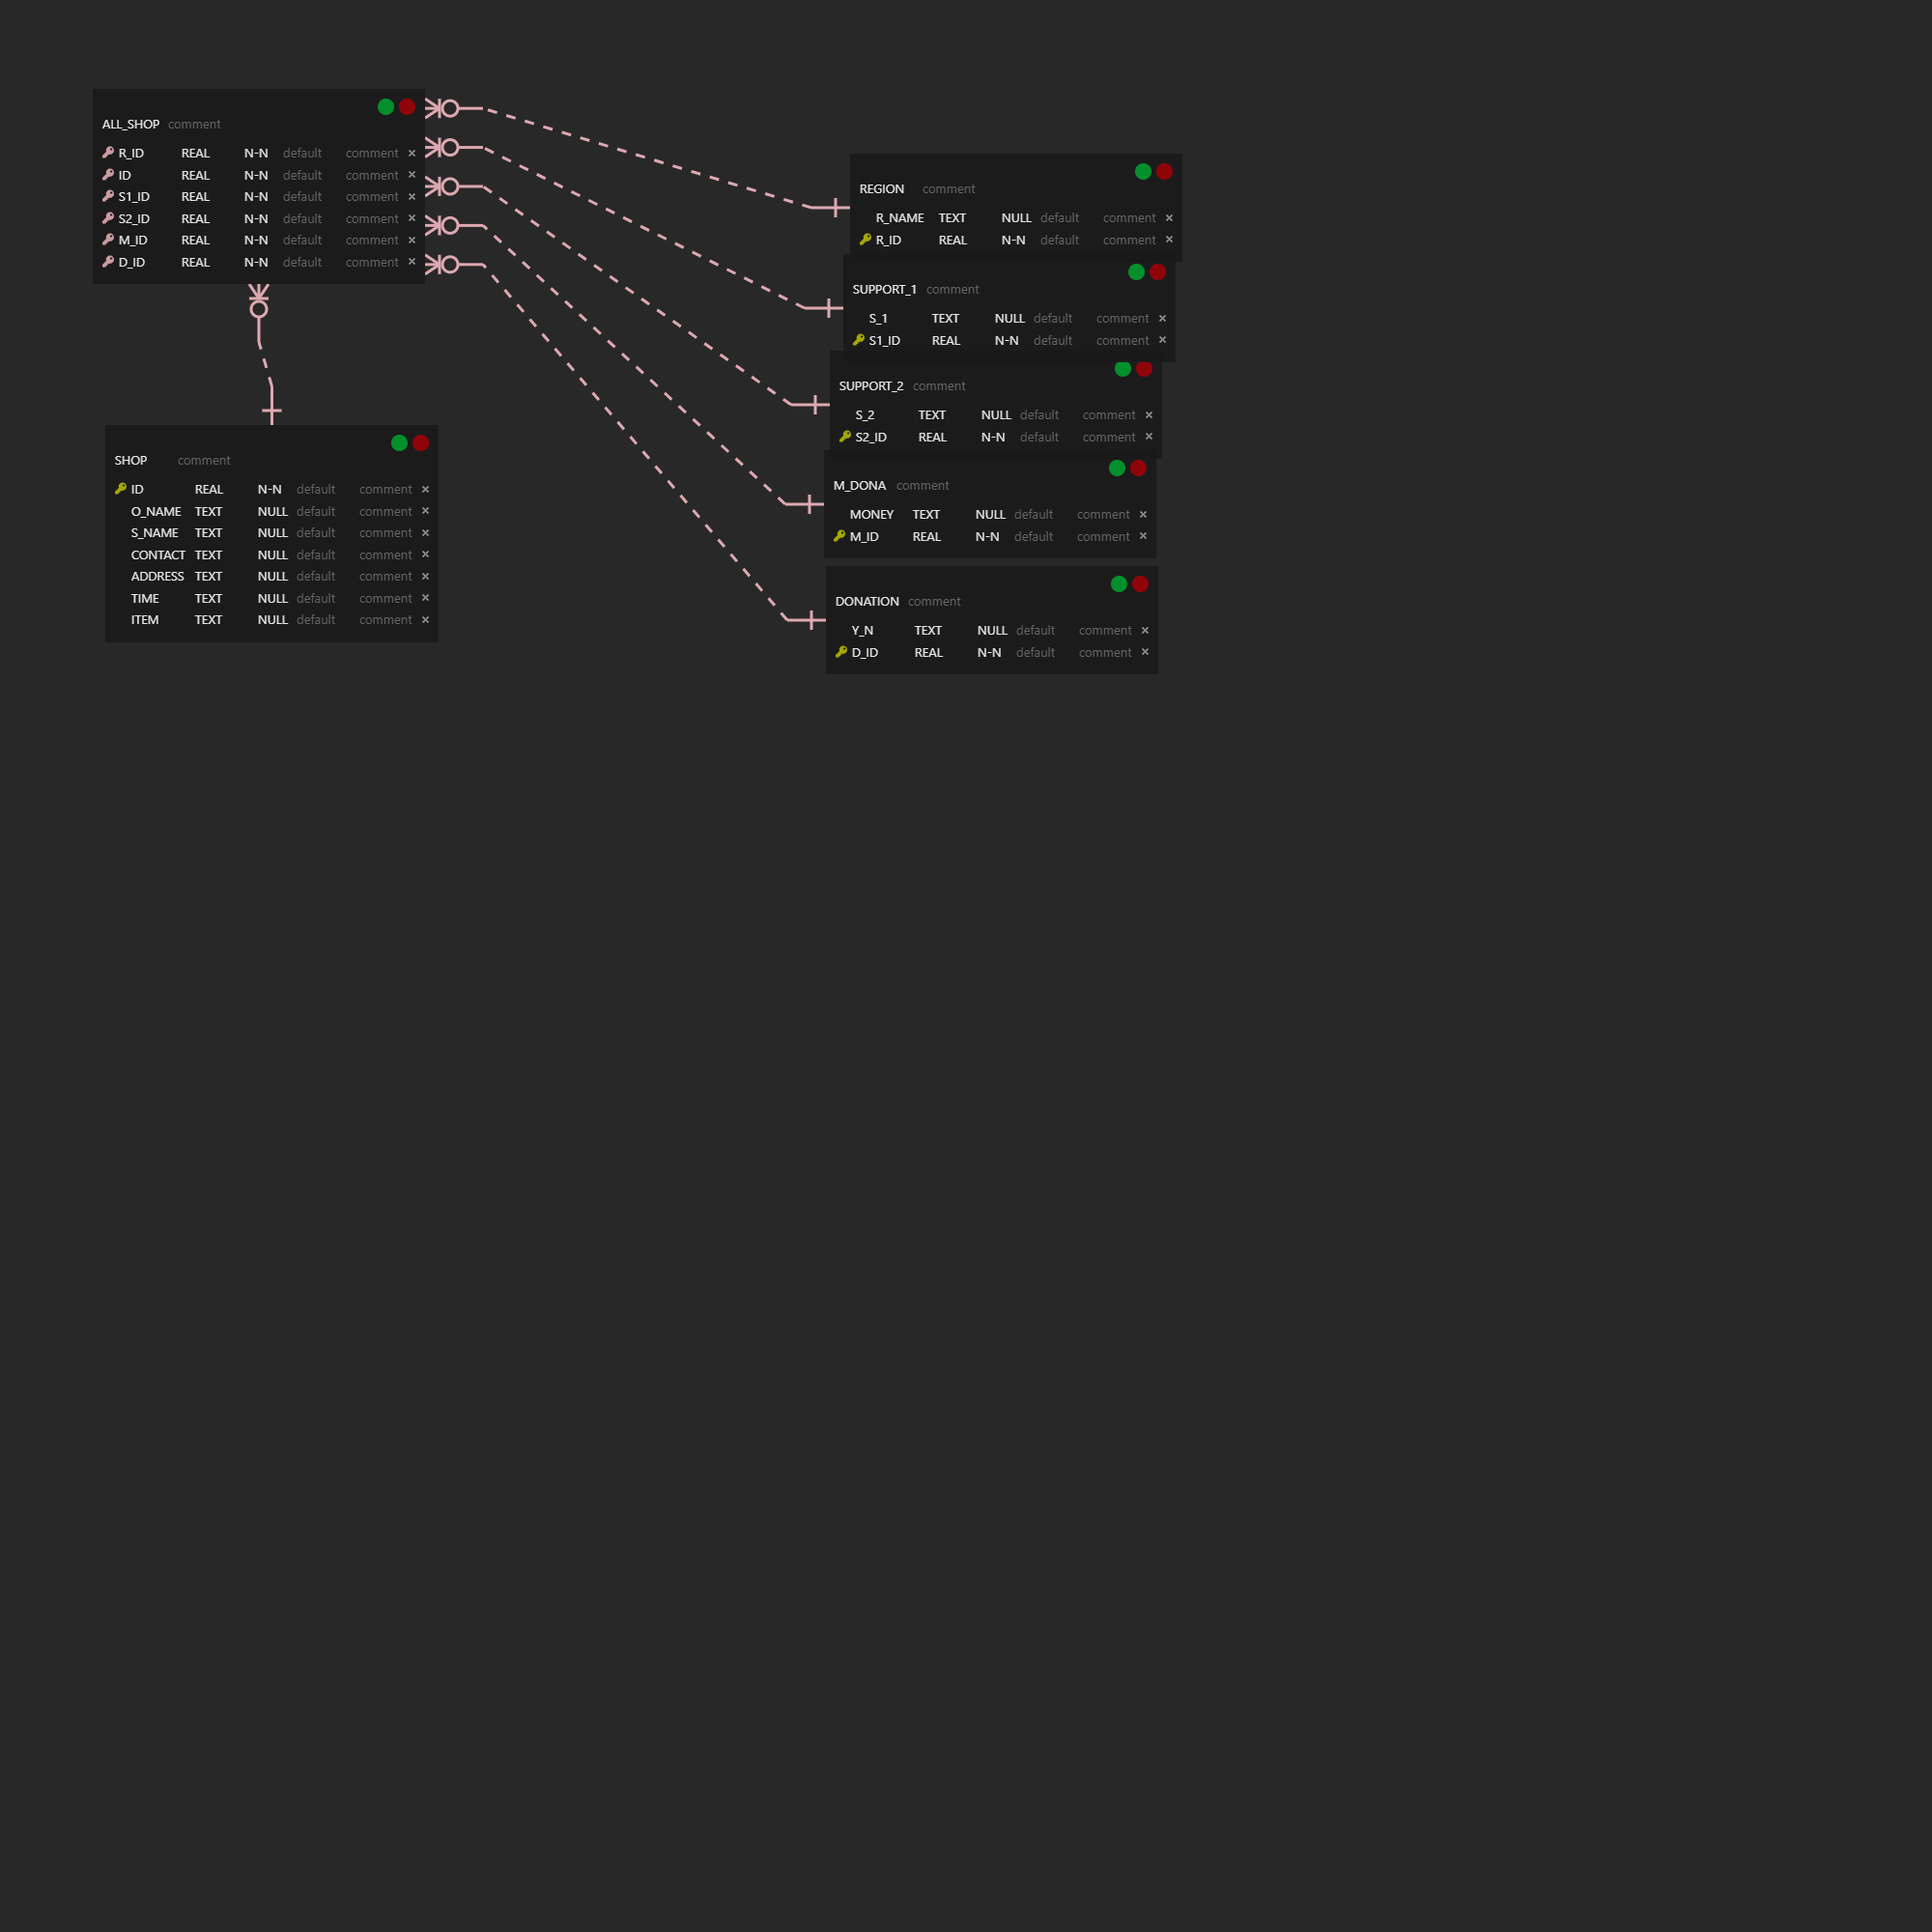 ALL_SHOP comment
R_ID REAL N-N default comment ×
ID REAL N-N default comment ×
S1_ID REAL N-N default comment ×
S2_ID REAL N-N default comment ×
M_ID REAL N-N default comment ×
D_ID REAL N-N default comment ×
SHOP comment
ID REAL N-N default comment ×
O_NAME TEXT NULL default comment ×
S_NAME TEXT NULL default comment ×
CONTACT TEXT NULL default comment ×
ADDRESS TEXT NULL default comment ×
TIME TEXT NULL default comment ×
ITEM TEXT NULL default comment ×
REGION comment
R_NAME TEXT NULL default comment ×
R_ID REAL N-N default comment ×
SUPPORT_1 comment
S_1 TEXT NULL default comment ×
S1_ID REAL N-N default comment ×
SUPPORT_2 comment
S_2 TEXT NULL default comment ×
S2_ID REAL N-N default comment ×
M_DONA comment
MONEY TEXT NULL default comment ×
M_ID REAL N-N default comment ×
DONATION comment
Y_N TEXT NULL default comment ×
D_ID REAL N-N default comment ×